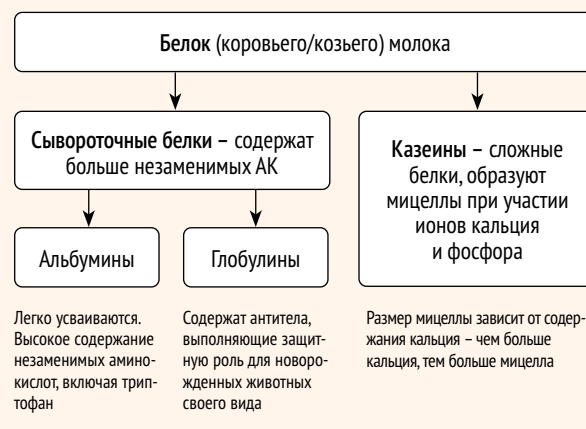 Белок (коровьего/козьего) молока
Сывороточные белки – содержат
больше незаменимых АК
Казеины – сложные
белки, образуют
мицеллы при участии
ионов кальция
и фосфора
Альбумины
Глобулины
Легко усваиваются.
Высокое содержание
незаменимых амино-
кислот, включая трип-
тофан
Содержат антитела,
выполняющие защит-
ную роль для новорож-
денных животных
своего вида
Размер мицеллы зависит от содер-
жания кальция – чем больше
кальция, тем больше мицелла